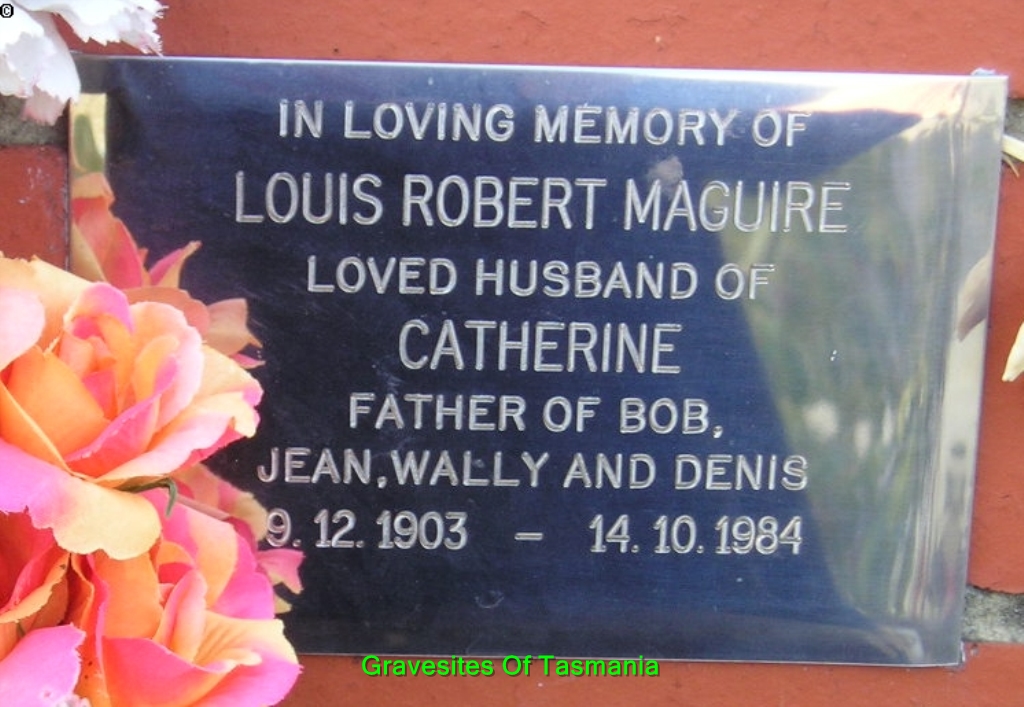 ©
IN LOVING MEMORY OF
LOUIS ROBERT MAGUIRE
LOVED HUSBAND OF
CATHERINE
FATHER OF BOB,
JEAN, WALLY AND DENIS
9. 12. 1903 – 14. 10. 1984
Gravesites Of Tasmania